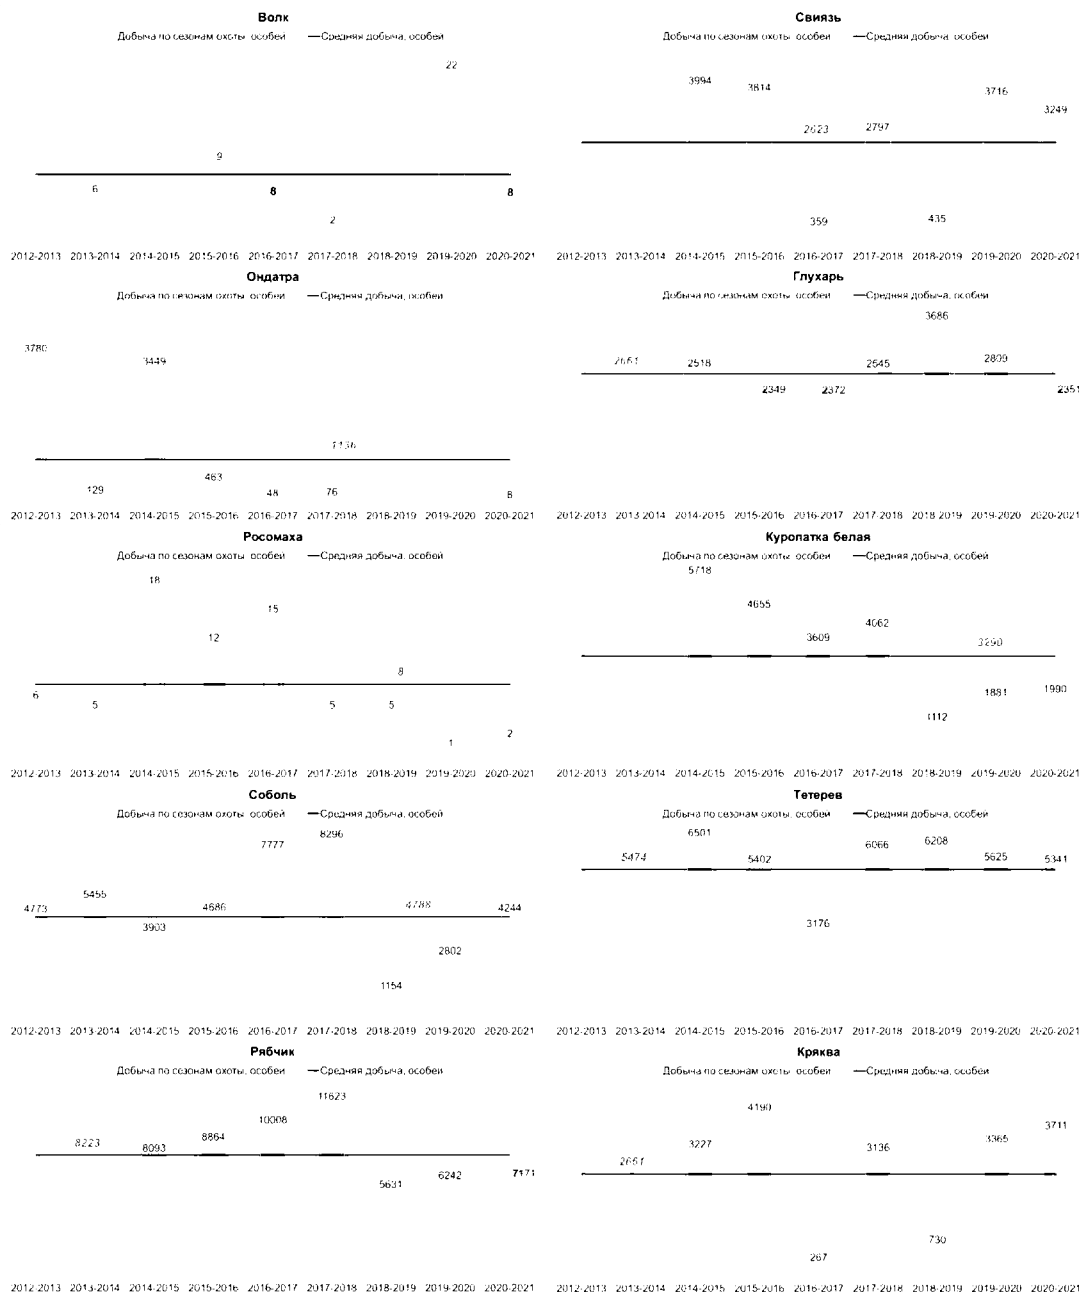 Волк
Добыча по сезонам охоты, особей —Средняя добыча, особей
22
9
6
8
8
2
2012-2013 2013-2014 2014-2015 2015-2016 2016-2017 2017-2018 2018-2019 2019-2020 2020-2021
Свиязь
Добыча по сезонам охоты, особей —Средняя добыча, особей
3994
3814
3716
3249
2623
2797
359
435
2012-2013 2013-2014 2014-2015 2015-2016 2016-2017 2017-2018 2018-2019 2019-2020 2020-2021
Ондатра
Добыча по сезонам охоты, особей —Средняя добыча, особей
3780
3449
1136
463
129
48
76
8
2012-2013 2013-2014 2014-2015 2015-2016 2016-2017 2017-2018 2018-2019 2019-2020 2020-2021
Глухарь
Добыча по сезонам охоты, особей —Средняя добыча, особей
3686
2661
2518
2545
2809
2349
2372
2351
2012-2013 2013-2014 2014-2015 2015-2016 2016-2017 2017-2018 2018-2019 2019-2020 2020-2021
Росомаха
Добыча по сезонам охоты, особей —Средняя добыча, особей
18
15
12
8
6
5
5
5
2
1
2012-2013 2013-2014 2014-2015 2015-2016 2016-2017 2017-2018 2018-2019 2019-2020 2020-2021
Куропатка белая
Добыча по сезонам охоты, особей —Средняя добыча, особей
5718
4655
4062
3609
3290
1881
1990
1112
2012-2013 2013-2014 2014-2015 2015-2016 2016-2017 2017-2018 2018-2019 2019-2020 2020-2021
Соболь
Добыча по сезонам охоты, особей —Средняя добыча, особей
8296
7777
5455
4773
4686
4788
4244
3903
2802
1154
2012-2013 2013-2014 2014-2015 2015-2016 2016-2017 2017-2018 2018-2019 2019-2020 2020-2021
Тетерев
Добыча по сезонам охоты, особей —Средняя добыча, особей
6501
6066
6208
5474
5402
5625
5341
3176
2012-2013 2013-2014 2014-2015 2015-2016 2016-2017 2017-2018 2018-2019 2019-2020 2020-2021
Рябчик
Добыча по сезонам охоты, особей —Средняя добыча, особей
11623
10008
8864
8223
8093
6242
7171
5631
2012-2013 2013-2014 2014-2015 2015-2016 2016-2017 2017-2018 2018-2019 2019-2020 2020-2021
Кряква
Добыча по сезонам охоты, особей —Средняя добыча, особей
4190
3711
3227
3136
3365
2661
730
267
2012-2013 2013-2014 2014-2015 2015-2016 2016-2017 2017-2018 2018-2019 2019-2020 2020-2021